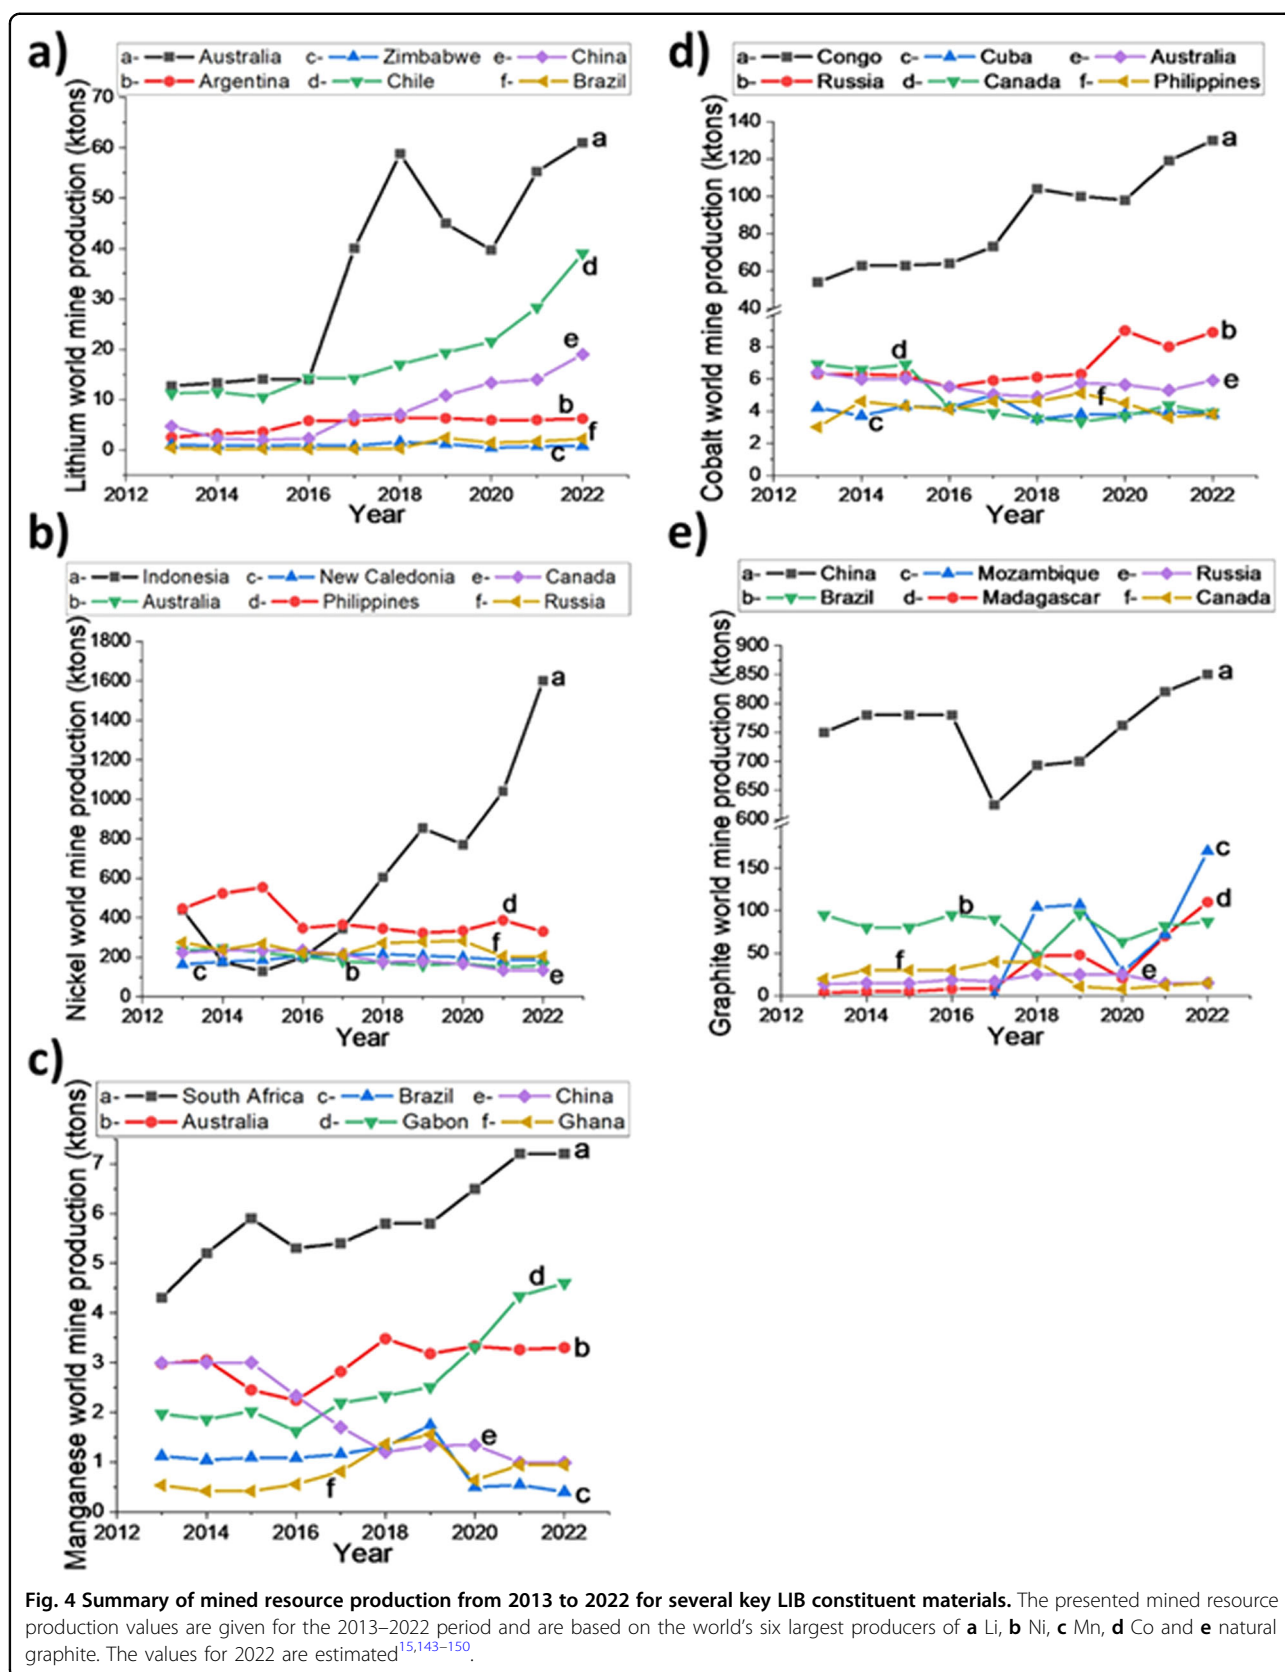 a)
a- Australia c- Zimbabwe e- China
b- Argentina d- Chile f- Brazil
Lithium world mine production (ktons)
70
60
50
40
30
20
10
0
a
d
e
b
f
c
2012 2014 2016 2018 2020 2022
Year
b)
a- Indonesia c- New Caledonia e- Canada
b- Australia d- Philippines f- Russia
Nickel world mine production (ktons)
1800
1600
1400
1200
1000
800
600
400
200
0
a
d
f
c
b
e
2012 2014 2016 2018 2020 2022
Year
c)
a- South Africa c- Brazil e- China
b- Australia d- Gabon f- Ghana
Manganese world mine production (ktons)
7
6
5
4
3
2
1
0
a
d
b
e
f
c
2012 2014 2016 2018 2020 2022
Year
d)
a- Congo c- Cuba e- Australia
b- Russia d- Canada f- Philippines
Cobalt world mine production (ktons)
140
120
100
80
60
40
8
6
4
2
0
a
b
d
e
f
c
2012 2014 2016 2018 2020 2022
Year
e)
a- China c- Mozambique e- Russia
b- Brazil d- Madagascar f- Canada
Graphite world mine production (ktons)
900
850
800
750
700
650
600
150
100
50
0
a
c
b
d
f
e
2012 2014 2016 2018 2020 2022
Year
Fig. 4 Summary of mined resource production from 2013 to 2022 for several key LIB constituent materials. The presented mined resource
production values are given for the 2013–2022 period and are based on the world's six largest producers of a Li, b Ni, c Mn, d Co and e natural
graphite. The values for 2022 are estimated15,143–150.